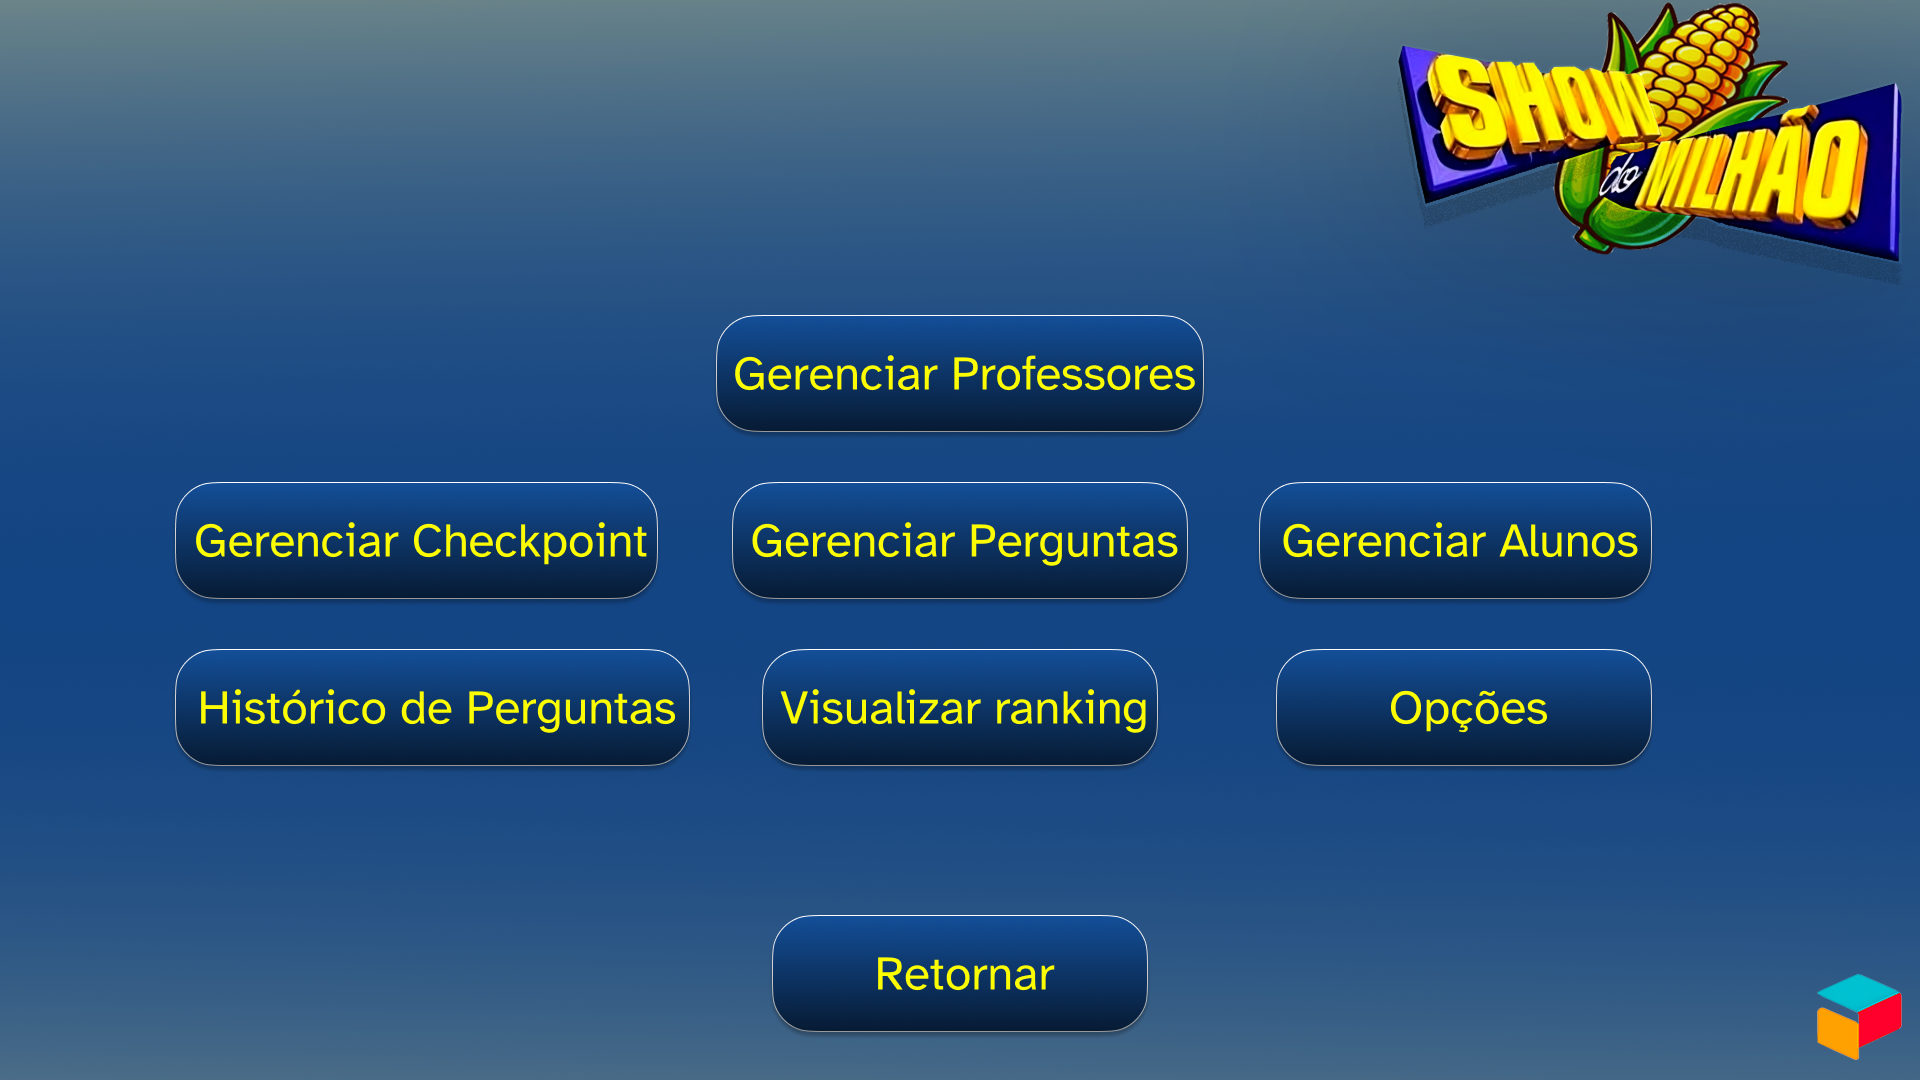 SHOW
do MILHÃO
Gerenciar Professores
Gerenciar Checkpoint
Gerenciar Perguntas
Gerenciar Alunos
Histórico de Perguntas
Visualizar ranking
Opções
Retornar